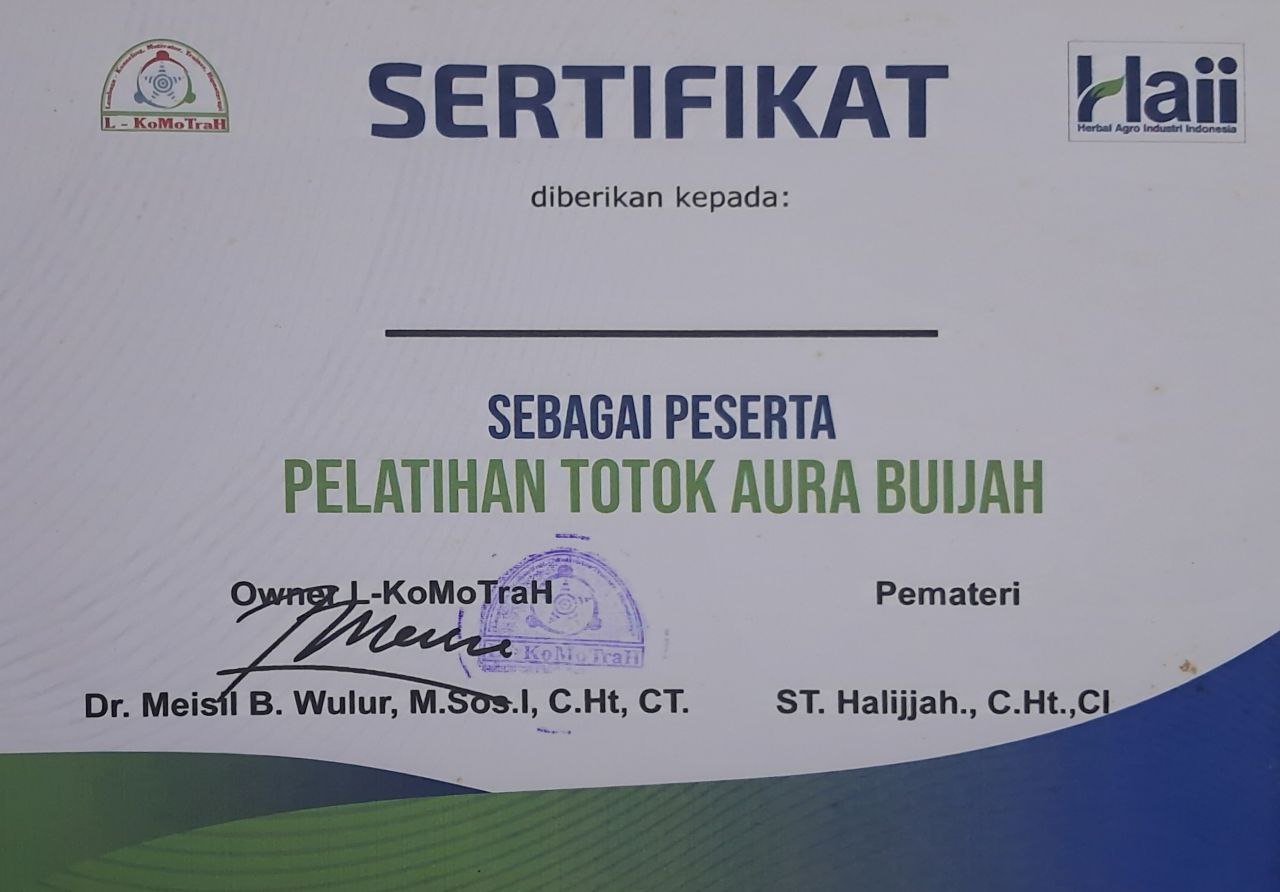 SERTIFIKAT
L - KoMoTraH
Haii
Herbal Agro Industri Indonesia
diberikan kepada:
SEBAGAI PESERTA
PELATIHAN TOTOK AURA BUIJAH
Owner L-KoMoTraH
Pemateri
KoMoTraH
Dr. Meisil B. Wulur, M.Sos.I, C.Ht, CT.
ST. Halijjah., C.Ht.,CI